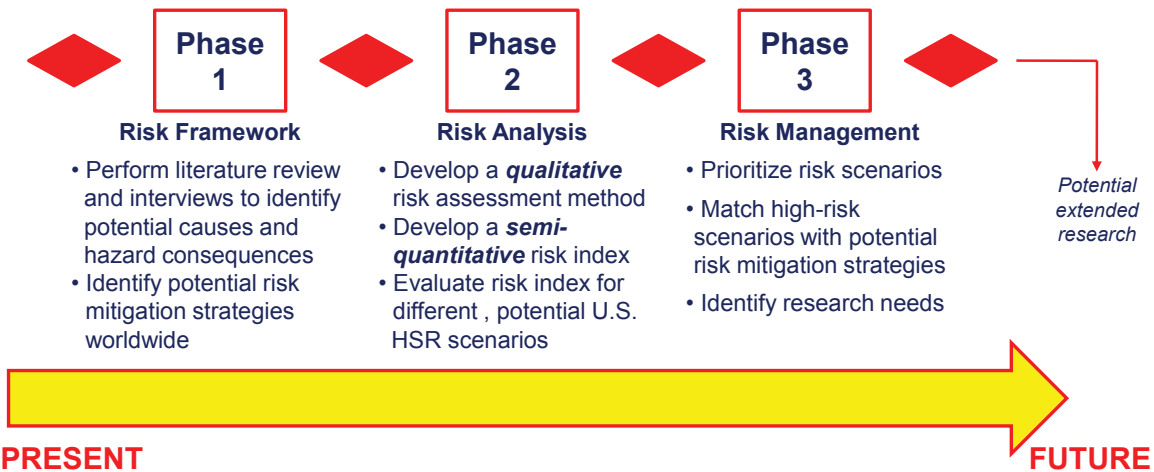 Phase
1
Phase
2
Phase
3
Risk Framework
• Perform literature review
and interviews to identify
potential causes and
hazard consequences
• Identify potential risk
mitigation strategies
worldwide
Risk Analysis
• Develop a qualitative
risk assessment method
• Develop a semi-
quantitative risk index
• Evaluate risk index for
different , potential U.S.
HSR scenarios
Risk Management
• Prioritize risk scenarios
• Match high-risk
scenarios with potential
risk mitigation strategies
• Identify research needs
Potential
extended
research
PRESENT
FUTURE